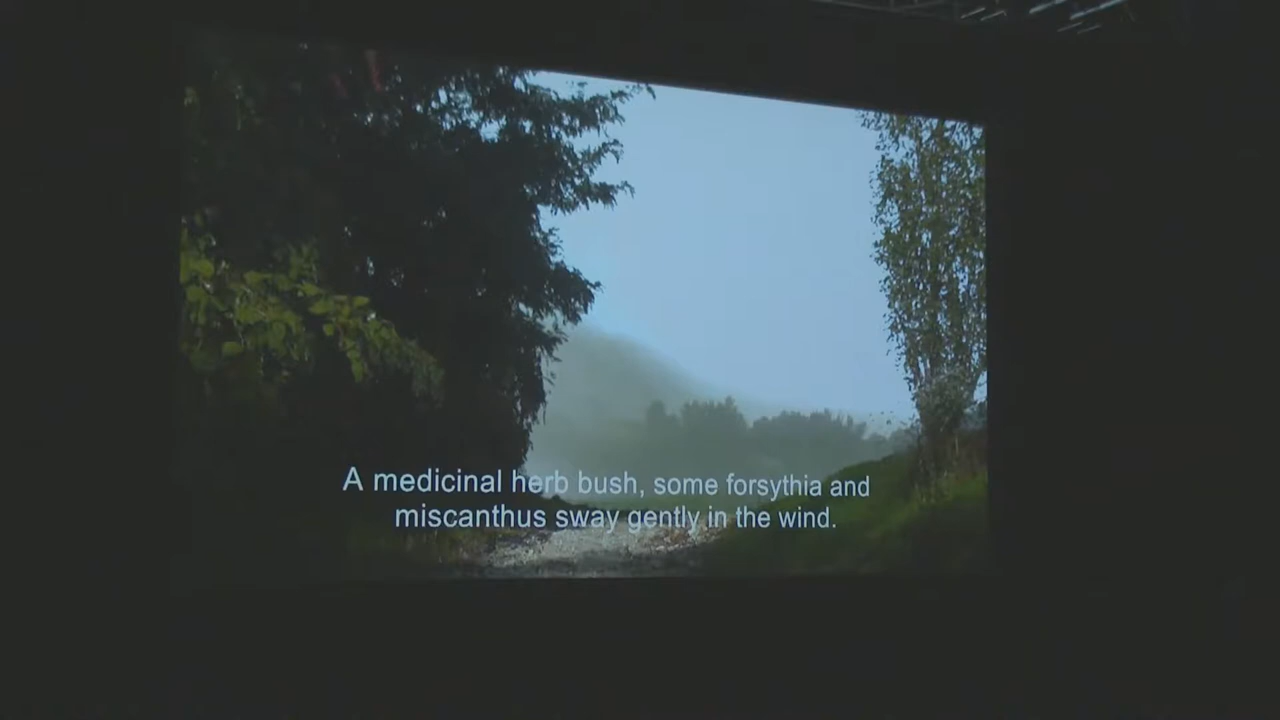 A medicinal herb bush, some forsythia and
miscanthus sway gently in the wind.